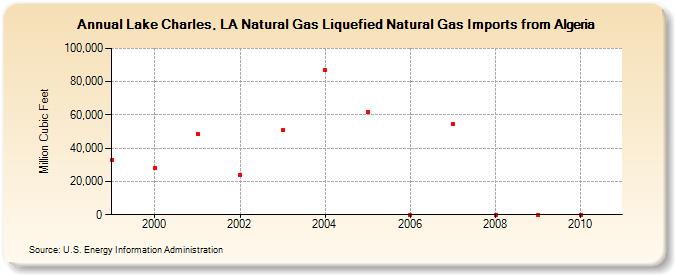 Annual Lake Charles, LA Natural Gas Liquefied Natural Gas Imports from Algeria
Million Cubic Feet
100,000
80,000
60,000
40,000
20,000
0
2000 2002 2004 2006 2008 2010
Source: U.S. Energy Information Administration